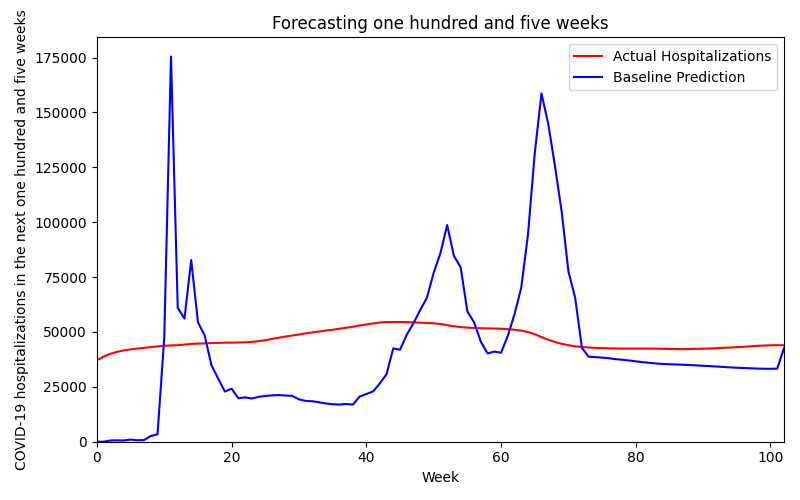 Forecasting one hundred and five weeks
COVID-19 hospitalizations in the next one hundred and five weeks
175000
150000
125000
100000
75000
50000
25000
0
Actual Hospitalizations
Baseline Prediction
0 20 40 60 80 100
Week